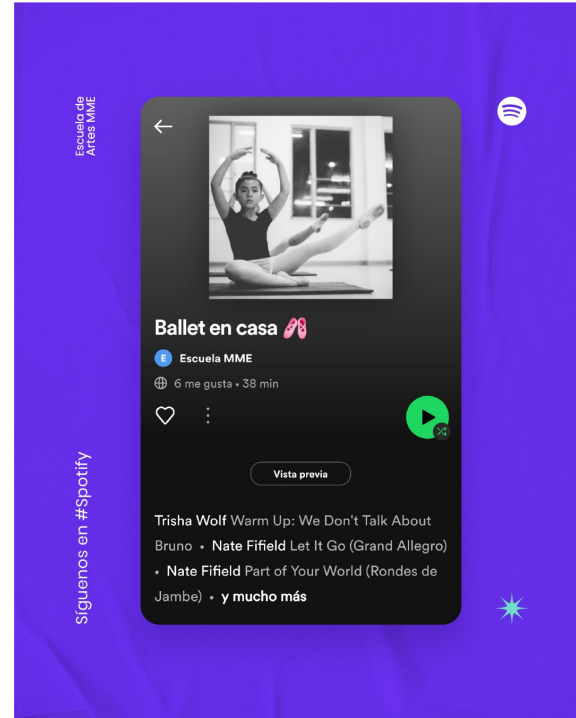 Escuela de
Artes MME
Ballet en casa 🩰
E Escuela MME
6 me gusta • 38 min
Vista previa
Trisha Wolf Warm Up: We Don't Talk About
Bruno • Nate Fifield Let It Go (Grand Allegro)
• Nate Fifield Part of Your World (Rondes de
Jambe) • y mucho más
Síguenos en #Spotify